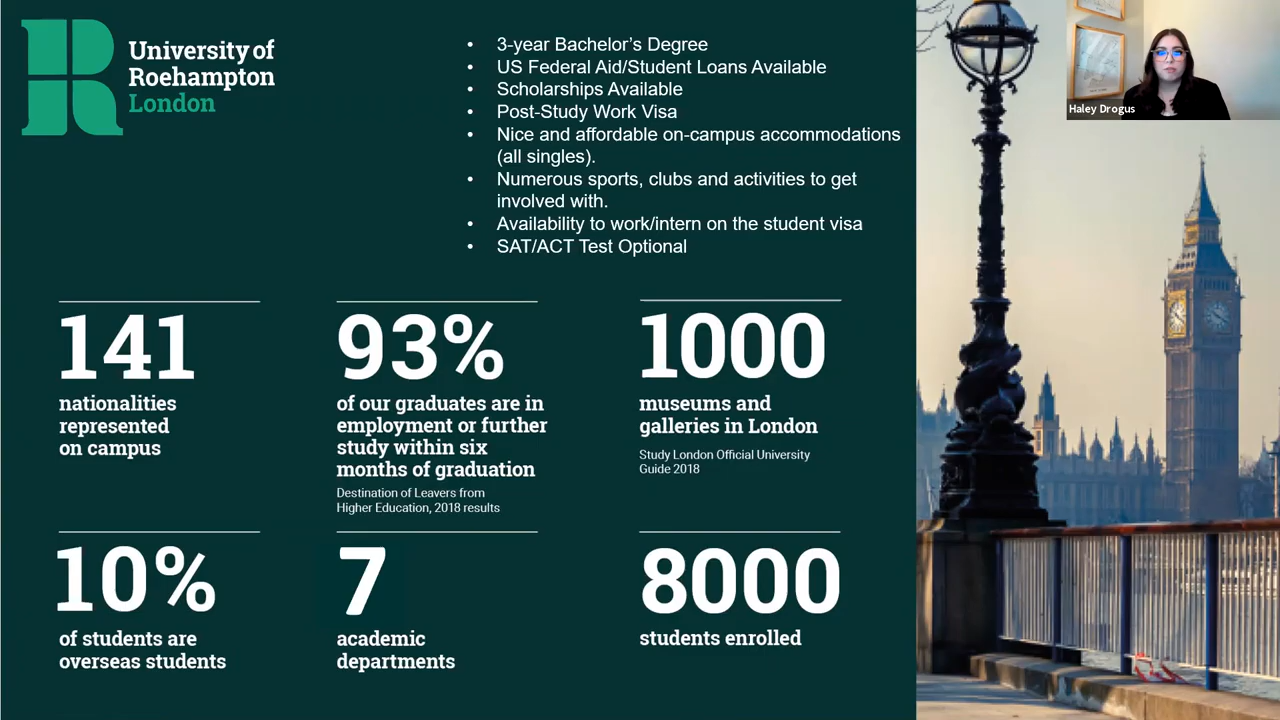 University of
Roehampton
London
• 3-year Bachelor's Degree
• US Federal Aid/Student Loans Available
• Scholarships Available
• Post-Study Work Visa
• Nice and affordable on-campus accommodations
(all singles).
• Numerous sports, clubs and activities to get
involved with.
• Availability to work/intern on the student visa
• SAT/ACT Test Optional
Haley Drogus
141
nationalities
represented
on campus
93%
of our graduates are in
employment or further
study within six
months of graduation
Destination of Leavers from
Higher Education, 2018 results
1000
museums and
galleries in London
Study London Official University
Guide 2018
10%
of students are
overseas students
7
academic
departments
8000
students enrolled